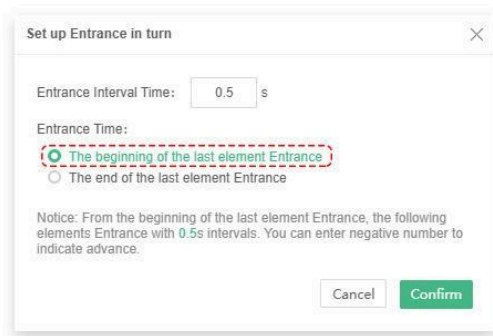 Set up Entrance in turn
Entrance Interval Time: 0.5 s
Entrance Time:
The beginning of the last element Entrance
The end of the last element Entrance
Notice: From the beginning of the last element Entrance, the following
elements Entrance with 0.5s intervals. You can enter negative number to
indicate advance.
Cancel Confirm